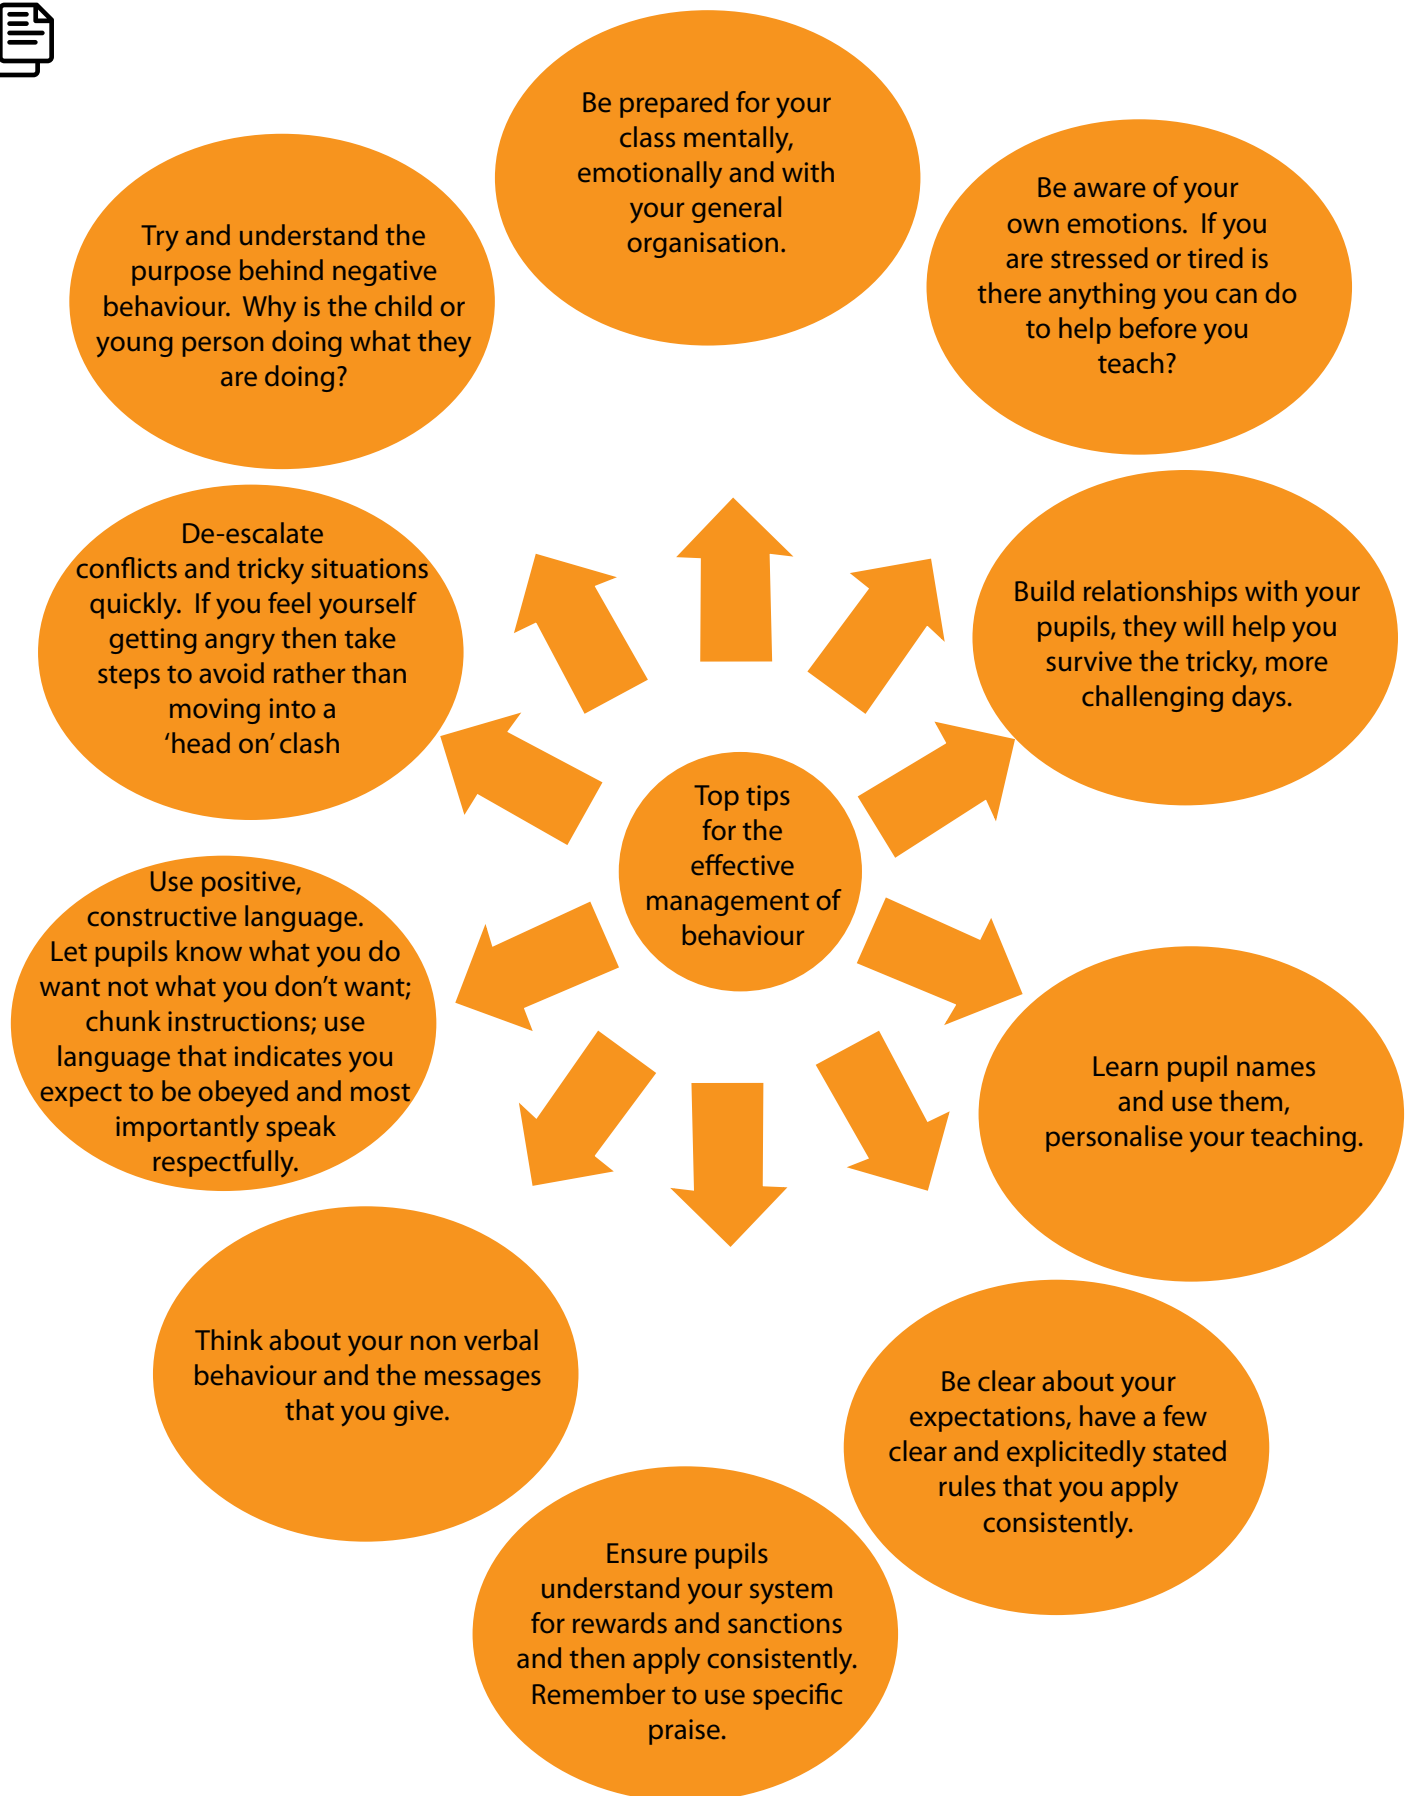 Be prepared for your
class mentally,
emotionally and with
your general
organisation.
Be aware of your
own emotions.  If you
are stressed or tired is
there anything you can do
to help before you
teach?
Build relationships with your
pupils, they will help you
survive the tricky, more
challenging days.
Learn pupil names
and use them,
personalise your teaching.
Be clear about your
expectations, have a few
clear and explicitedly stated
rules that you apply
consistently.
Ensure pupils
understand your system
for rewards and sanctions
and then apply consistently.
Remember to use specific
praise.
Think about your non verbal
behaviour and the messages
that you give.
Use positive,
constructive language.
Let pupils know what you do
want not what you don’t want;
chunk instructions; use
language that indicates you
expect to be obeyed and most
importantly speak
respectfully.
De-escalate
conflicts and tricky situations
quickly.  If you feel yourself
getting angry then take
steps to avoid rather than
moving into a
‘head on’ clash
Try and understand the
purpose behind negative
behaviour.  Why is the child or
young person doing what they
are doing?
Top tips
for the
effective
management of
behaviour